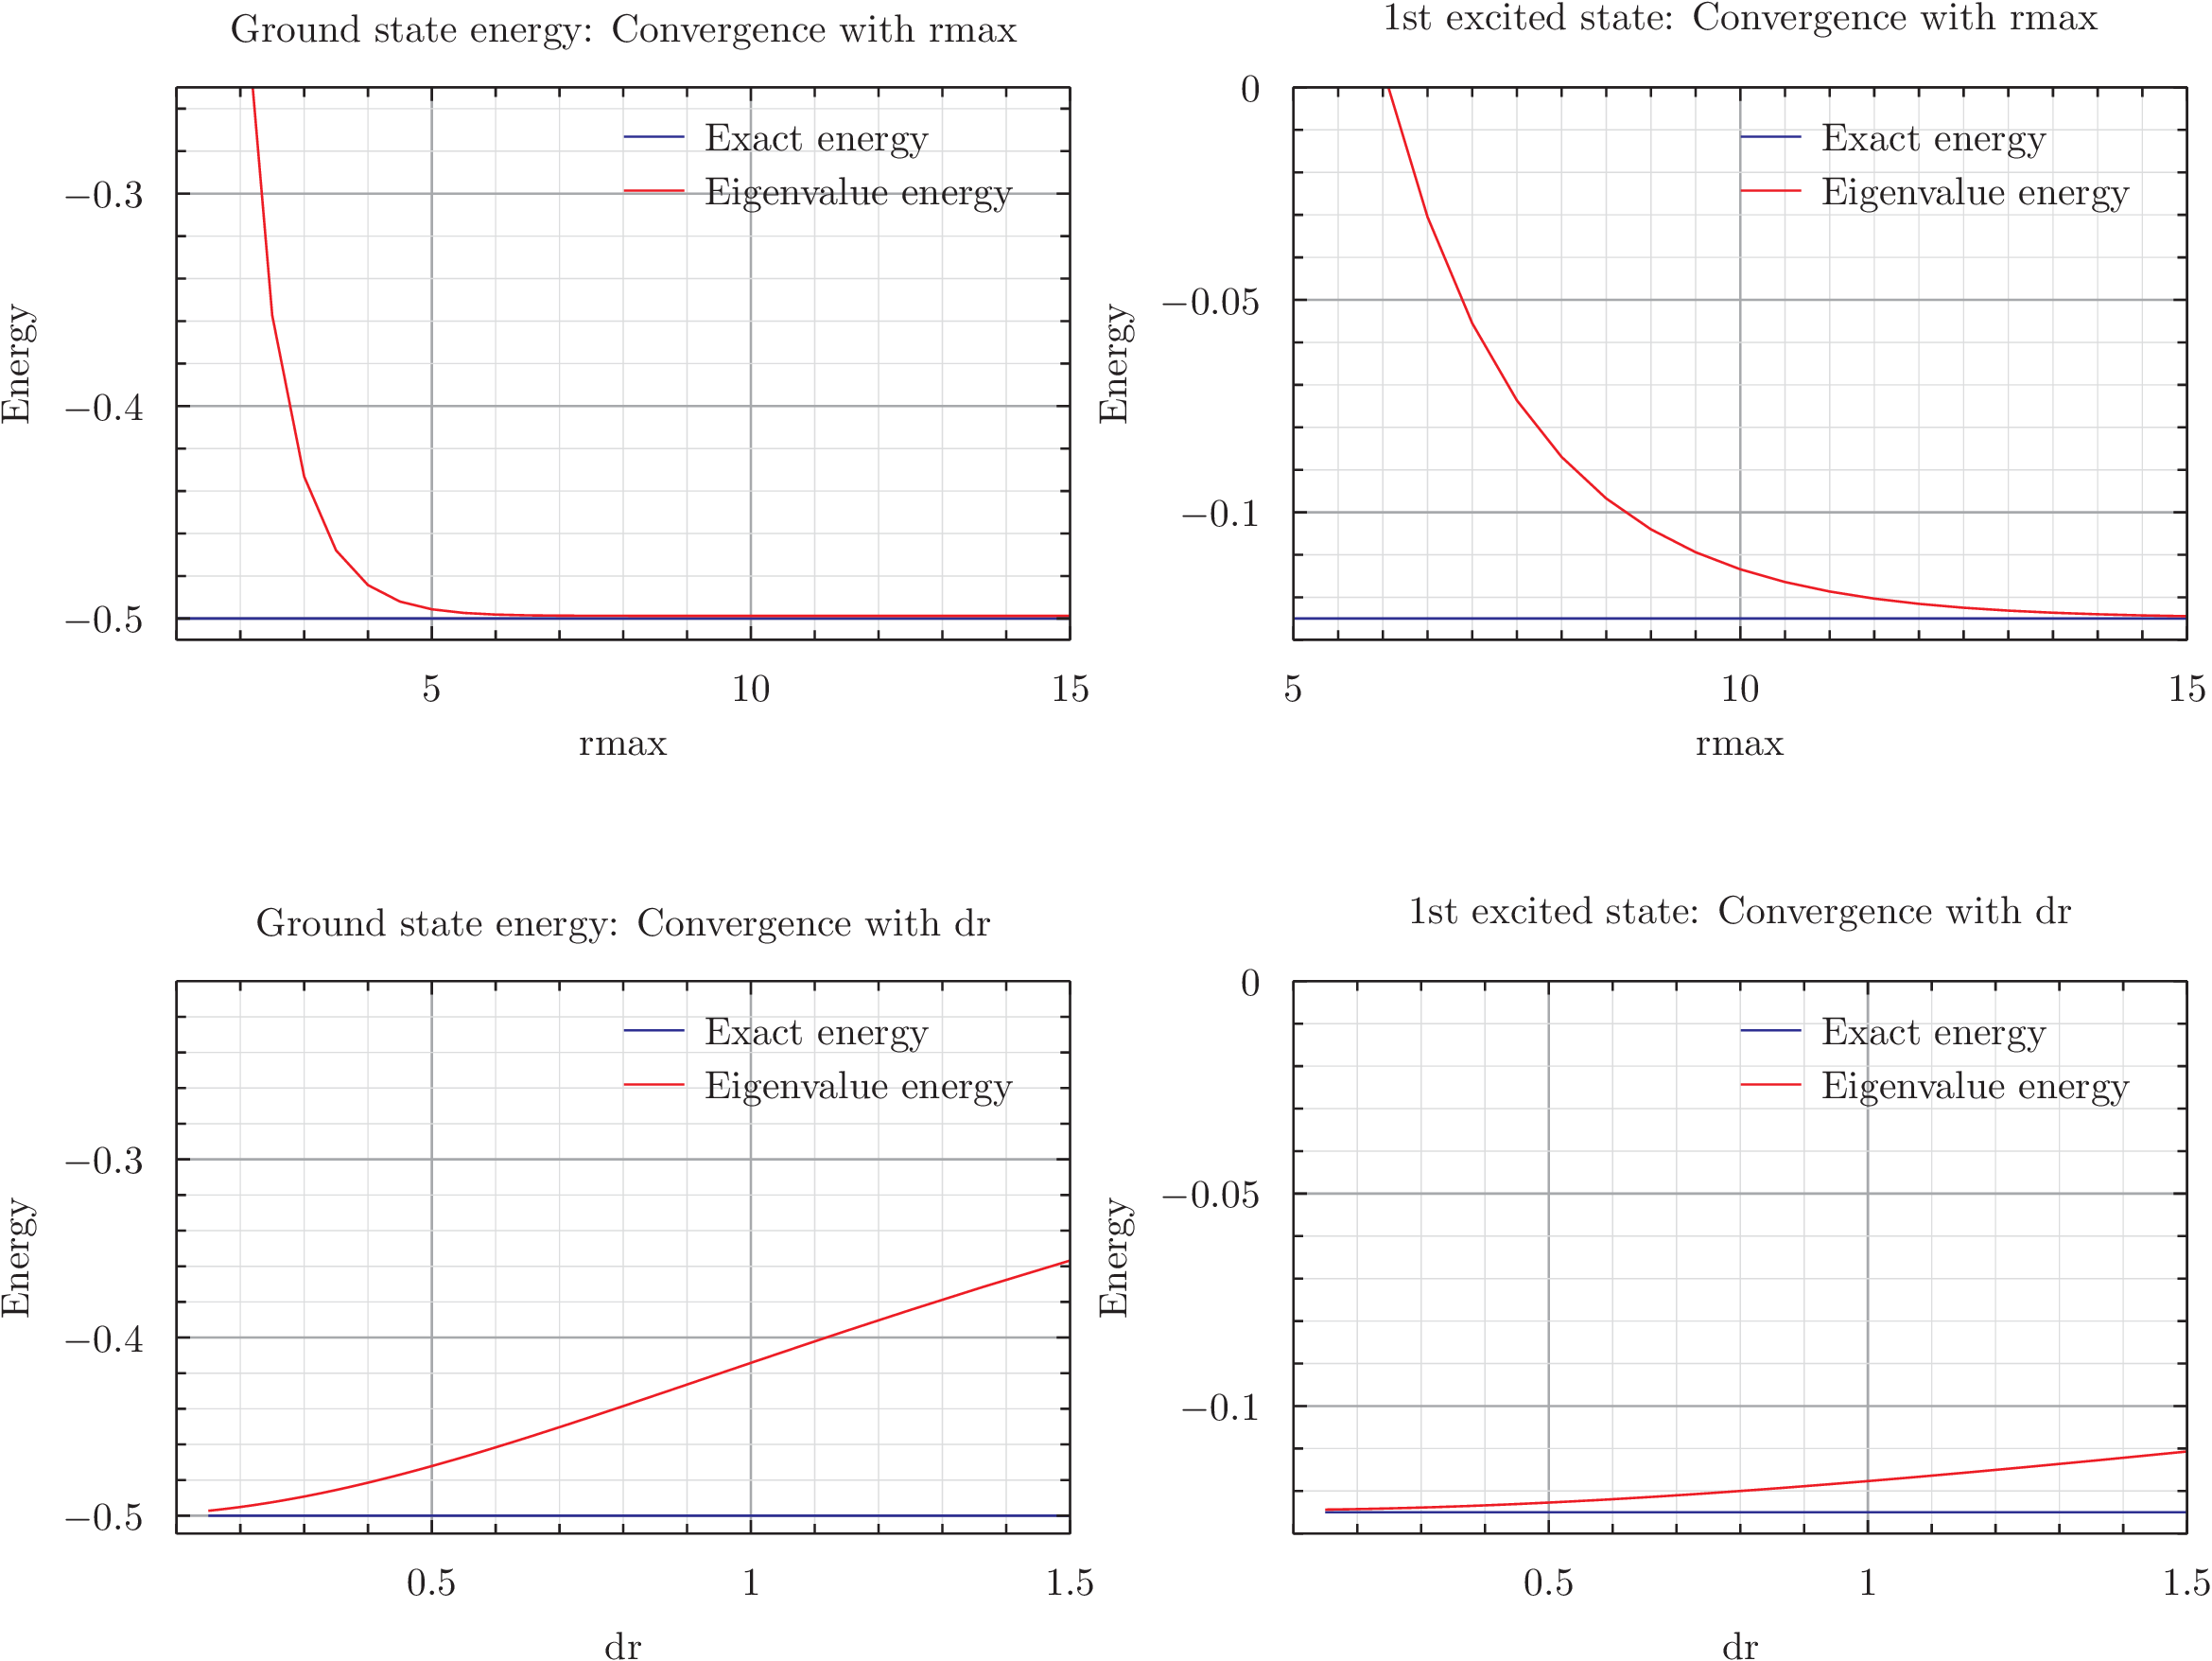 Ground state energy: Convergence with rmax
Exact energy
Eigenvalue energy
−0.3
−0.4
−0.5
Energy
5 10 15
rmax
1st excited state: Convergence with rmax
Exact energy
Eigenvalue energy
0
−0.05
−0.1
Energy
5 10 15
rmax
Ground state energy: Convergence with dr
Exact energy
Eigenvalue energy
−0.3
−0.4
−0.5
Energy
0.5 1 1.5
dr
1st excited state: Convergence with dr
Exact energy
Eigenvalue energy
0
−0.05
−0.1
Energy
0.5 1 1.5
dr